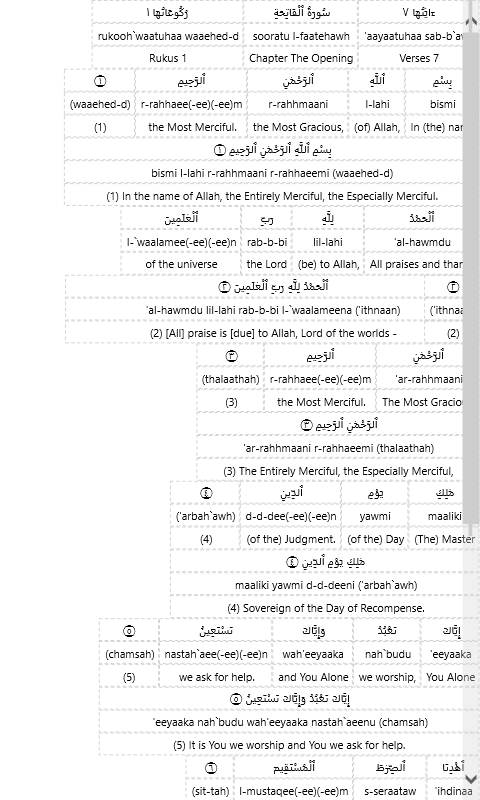 ءَايَاتُهَا ٧ سُورَةُ ٱلْفَاتِحَةِ رُكُوعَاتُهَا ١
'aayaatuhaa sab-b`a sooratu l-faatehawh rukooh`waatuhaa waaehed-d
Verses 7 Chapter The Opening Rukus 1
بِسْمِ ٱللَّهِ ٱلرَّحْمَٰنِ ٱلرَّحِيمِ ١
bismi l-lahi r-rahhmaani r-rahhaee(-ee)(-ee)m (waaehed-d)
In (the) nam (of) Allah, the Most Gracious, the Most Merciful. (1)
بِسْمِ ٱللَّهِ ٱلرَّحْمَٰنِ ٱلرَّحِيمِ ١
bismi l-lahi r-rahhmaani r-rahhaeemi (waaehed-d)
(1) In the name of Allah, the Entirely Merciful, the Especially Merciful.
ٱلْحَمْدُ لِلَّهِ رَبِّ ٱلْعَٰلَمِينَ
'al-hawmdu lil-lahi rab-b-bi l-`waalamee(-ee)(-ee)n
All praises and than (be) to Allah, the Lord of the universe
٢ ٱلْحَمْدُ لِلَّهِ رَبِّ ٱلْعَٰلَمِينَ ٢
('ithnaa 'al-hawmdu lil-lahi rab-b-bi l-`waalameena ('ithnaan)
(2) (2) [All] praise is [due] to Allah, Lord of the worlds -
ٱلرَّحْمَٰنِ ٱلرَّحِيمِ ٣
'ar-rahhmaani r-rahhaee(-ee)(-ee)m (thalaathah)
The Most Graciou the Most Merciful. (3)
ٱلرَّحْمَٰنِ ٱلرَّحِيمِ ٣
'ar-rahhmaani r-rahhaeemi (thalaathah)
(3) The Entirely Merciful, the Especially Merciful,
مَٰلِكِ يَوْمِ ٱلدِّينِ ٤
maaliki yawmi d-d-dee(-ee)(-ee)n ('arbah`awh)
(The) Master (of the) Day (of the) Judgment. (4)
مَٰلِكِ يَوْمِ ٱلدِّينِ ٤
maaliki yawmi d-d-deeni ('arbah`awh)
(4) Sovereign of the Day of Recompense.
إِيَّاكَ نَعْبُدُ وَإِيَّاكَ نَسْتَعِينُ ٥
'eeyaaka nah`budu wah'eeyaaka nastah`aee(-ee)(-ee)n (chamsah)
You Alone we worship, and You Alone we ask for help. (5)
إِيَّاكَ نَعْبُدُ وَإِيَّاكَ نَسْتَعِينُ ٥
'eeyaaka nah`budu wah'eeyaaka nastah`aeenu (chamsah)
(5) It is You we worship and You we ask for help.
ٱهْدِنَا ٱلصِّرَٰطَ ٱلْمُسْتَقِيمَ ٦
'ihdinaa s-seraataw l-mustaqee(-ee)(-ee)m (sit-tah)